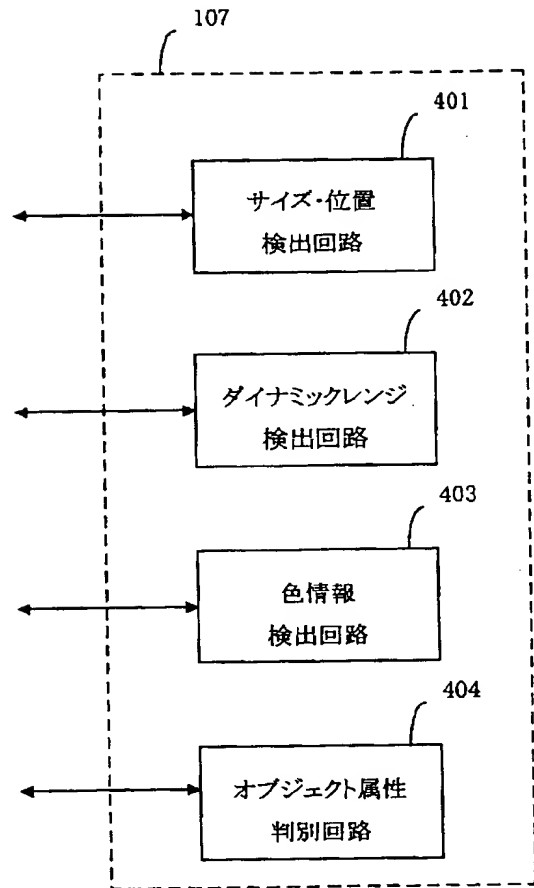 107
401
サイズ・位置
検出回路
402
ダイナミックレンジ
検出回路
403
色情報
検出回路
404
オブジェクト属性
判別回路